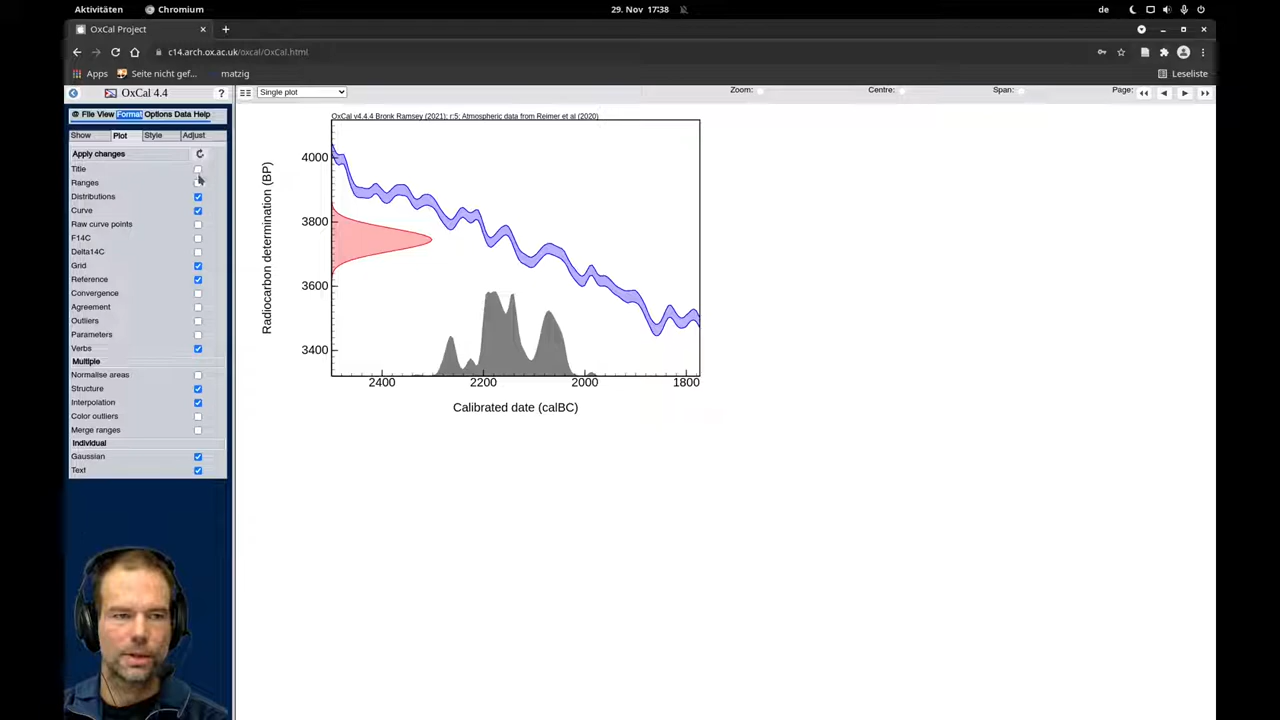 Aktivitäten
Chromium
29. Nov 17:38
de
OxCal Project
c14.arch.ox.ac.uk/oxcal/OxCal.html
Apps
Seite nicht gef...
matzig
Leseliste
OxCal 4.4
?
Single plot
Zoom:
Centre:
Span:
Page:
@ File View Format Options Data Help
Show
Plot
Style
Adjust
Apply changes
Title
Ranges
Distributions
Curve
Raw curve points
F14C
Delta14C
Grid
Reference
Convergence
Agreement
Outliers
Parameters
Verbs
Multiple
Normalise areas
Structure
Interpolation
Color outliers
Merge ranges
Individual
Gaussian
Text
OxCal v4.4.4 Bronk Ramsey (2021); r:5; Atmospheric data from Reimer et al (2020)
Radiocarbon determination (BP)
4000
3800
3600
3400
2400
2200
2000
1800
Calibrated date (calBC)